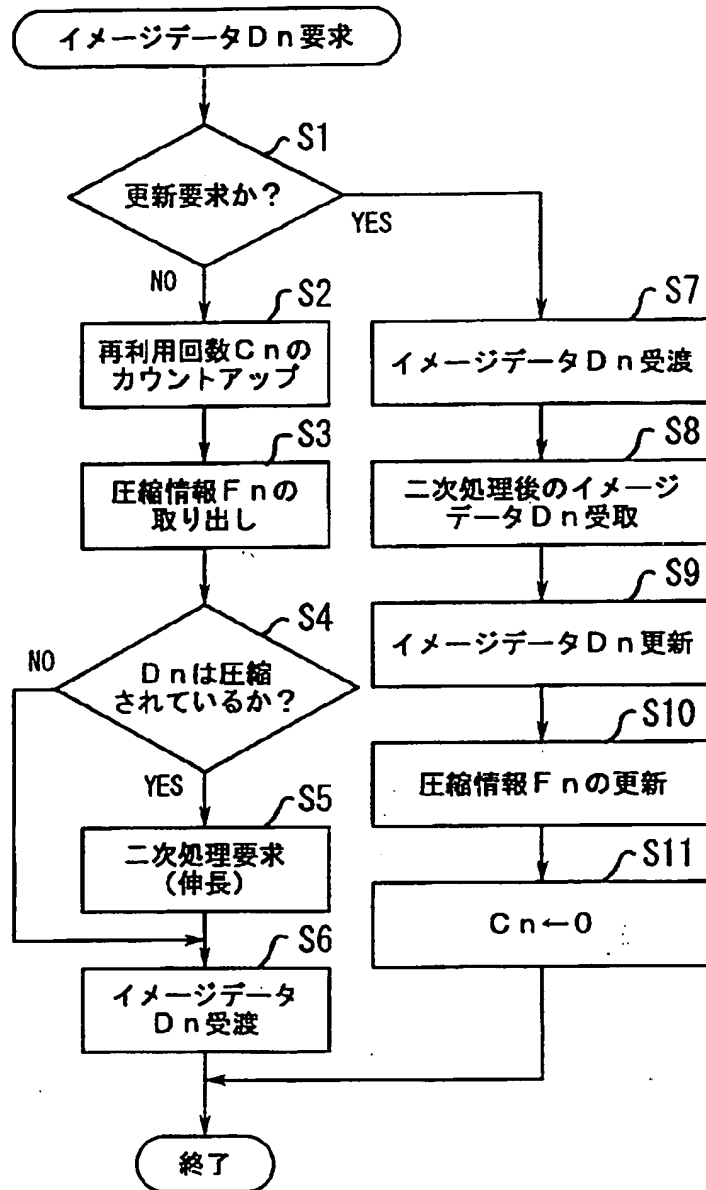 イメージデータDn要求
S1
更新要求か?
YES
NO
S2
再利用回数Cnの
カウントアップ
S3
圧縮情報Fnの
取り出し
S4
NO
Dnは圧縮
されているか?
YES
S5
二次処理要求
(伸長)
S6
イメージデータ
Dn受渡
S7
イメージデータDn受渡
S8
二次処理後のイメージ
データDn受取
S9
イメージデータDn更新
S10
圧縮情報Fnの更新
S11
Cn←0
終了